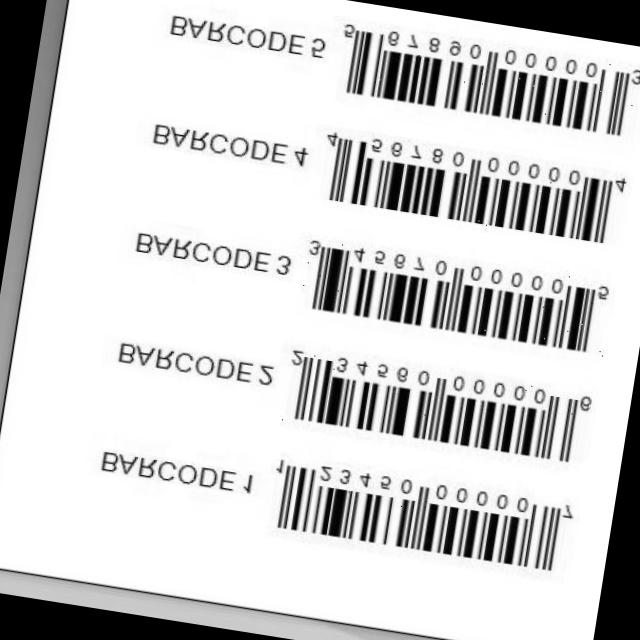 BARCODE 1 1 23450 00000 7
BARCODE 2 2 34560 00000 6
BARCODE 3 3 45670 00000 5
BARCODE 4 4 56780 00000 4
BARCODE 5 5 67890 00000 3